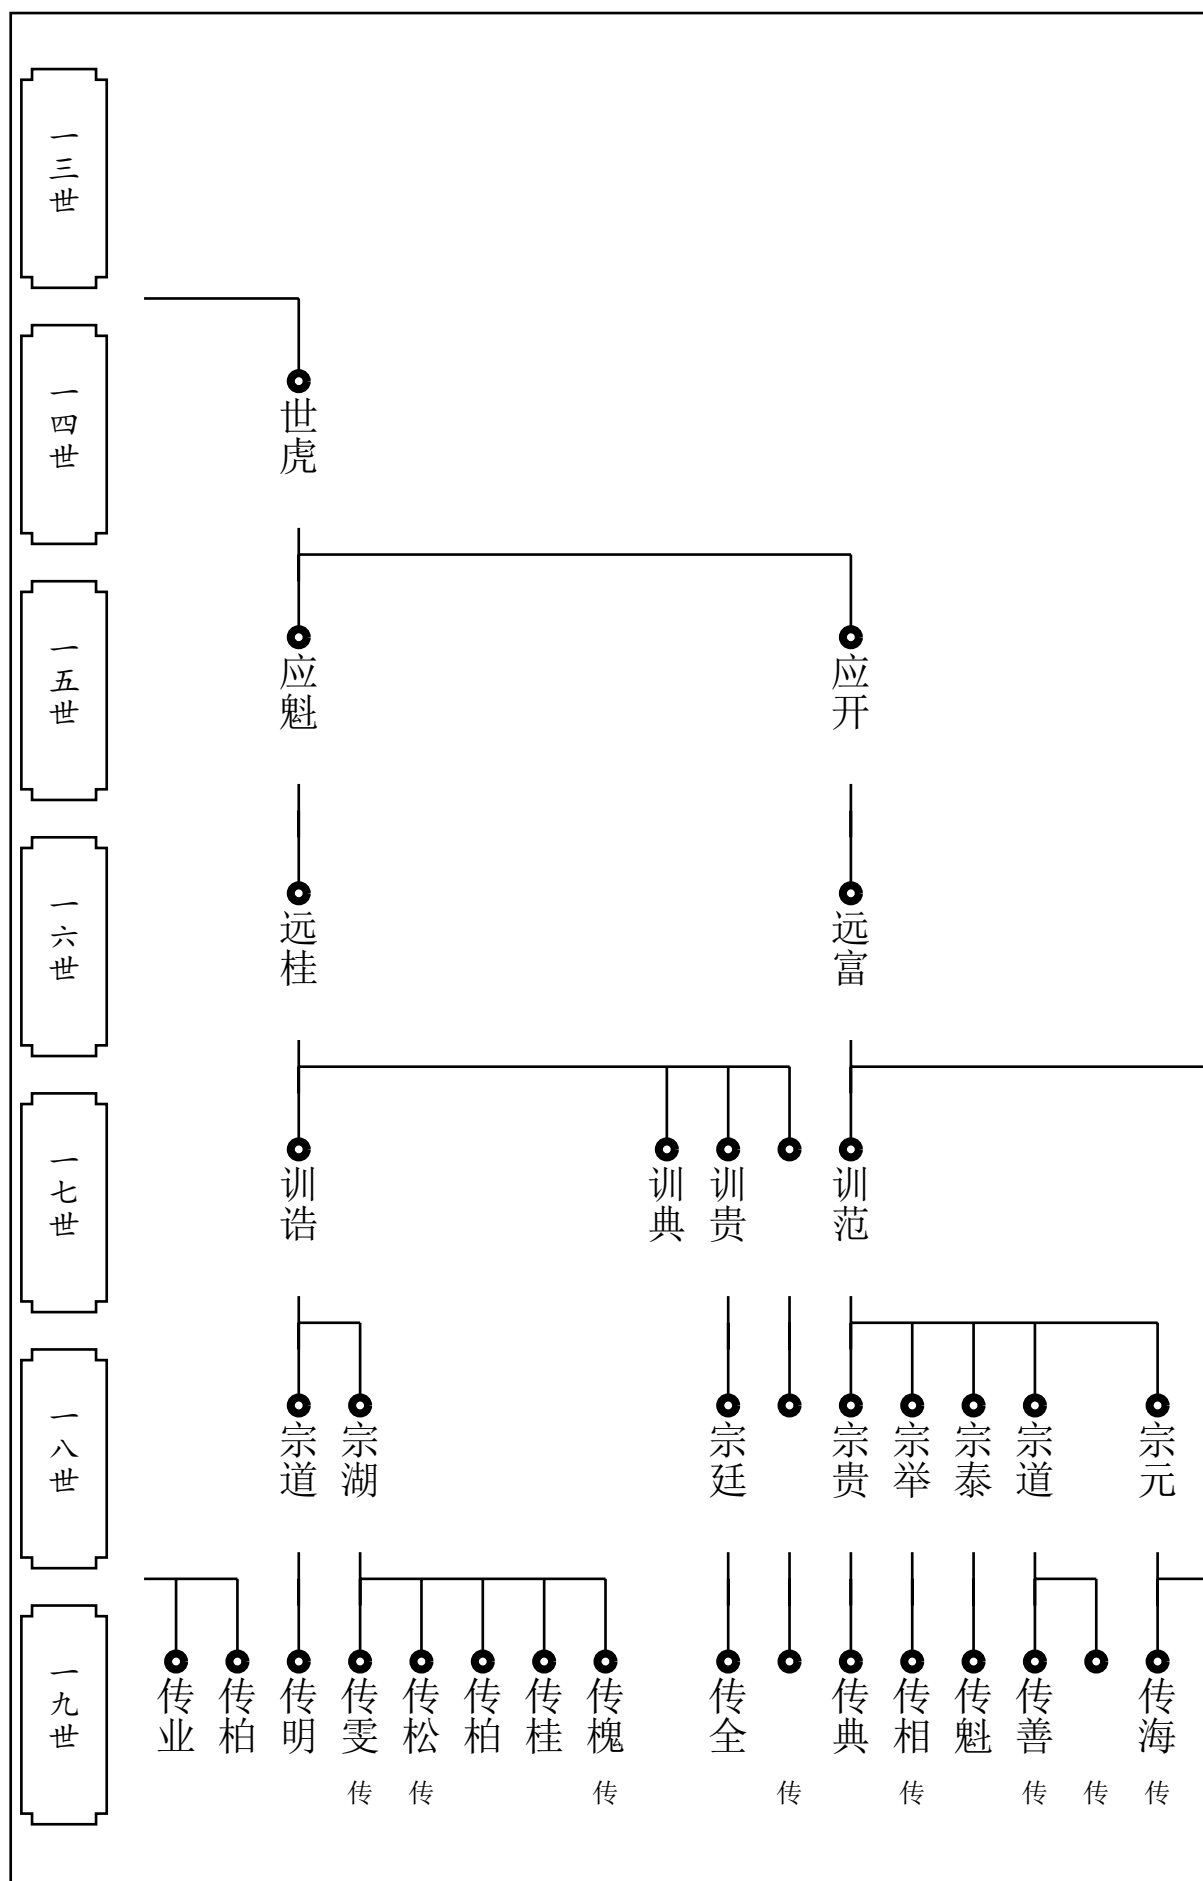 一三世
一四世
世虎
一五世
应魁
应开
一六世
远桂
远富
一七世
训诰
训典
训贵
训范
一八世
宗道
宗湖
宗廷
宗贵
宗举
宗泰
宗道
宗元
一九世
传业
传柏
传明
传雯
传松
传柏
传桂
传槐
传全
传典
传相
传魁
传善
传海
传
传
传
传
传
传
传
传